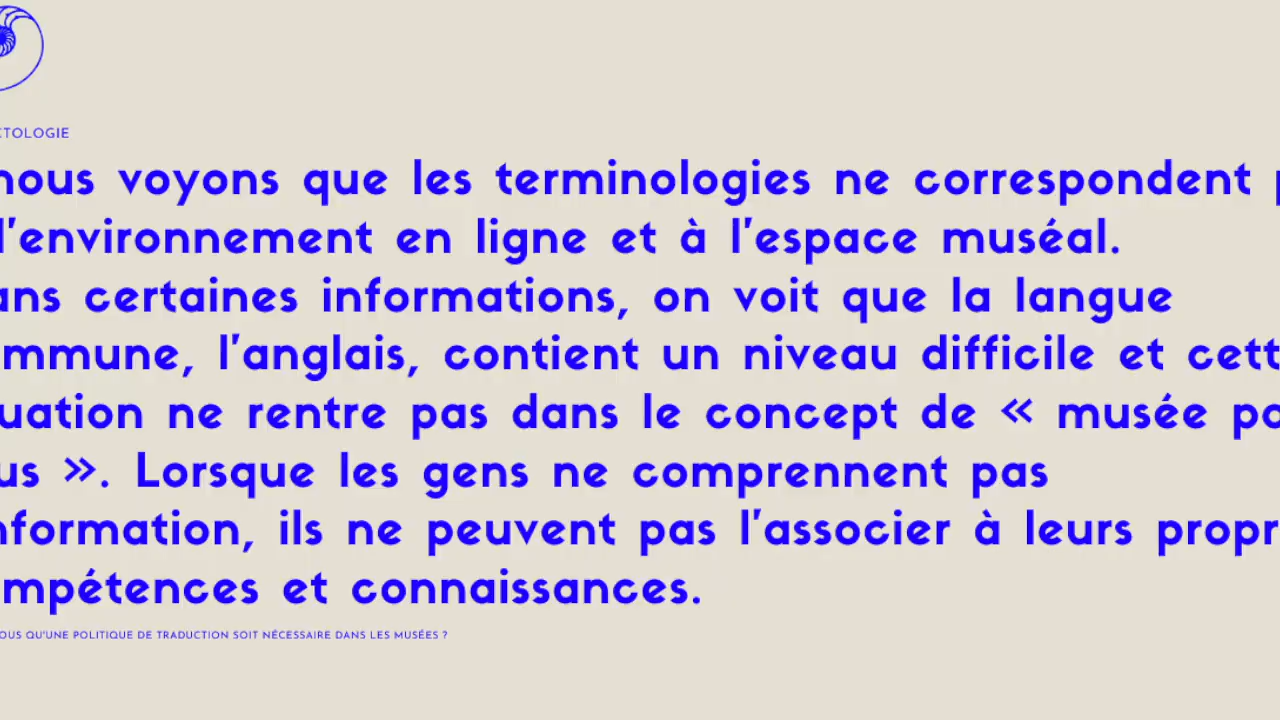 CTOLOGIE
nous voyons que les terminologies ne correspondent
l'environnement en ligne et à l'espace muséal.
ans certaines informations, on voit que la langue
mmune, l'anglais, contient un niveau difficile et cett
uation ne rentre pas dans le concept de « musée
us ». Lorsque les gens ne comprennent pas
nformation, ils ne peuvent pas l'associer à leurs propr
mpétences et connaissances.
OUS QU'UNE POLITIQUE DE TRADUCTION SOIT NÉCESSAIRE DANS LES MUSÉES ?